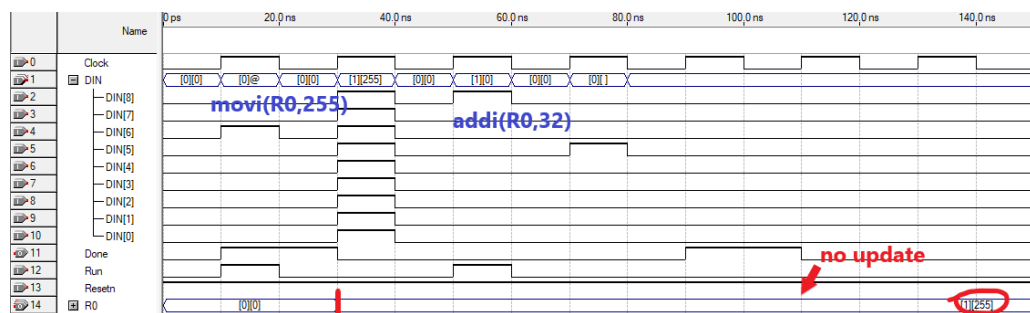 Name
0 ps 20.0 ns 40.0 ns 60.0 ns 80.0 ns 100.0 ns 120.0 ns 140.0 ns
0 Clock
1 DIN [0][0] [0]@ [0][0] [1][255] [0][0] [1][0] [0][0] [0][ ]
2 DIN[8]
movi(R0,255)
3 DIN[7]
addi(R0,32)
4 DIN[6]
5 DIN[5]
6 DIN[4]
7 DIN[3]
8 DIN[2]
9 DIN[1]
10 DIN[0]
11 Done no update
12 Run
13 Resetn
14 R0 [0][0] [1][255]